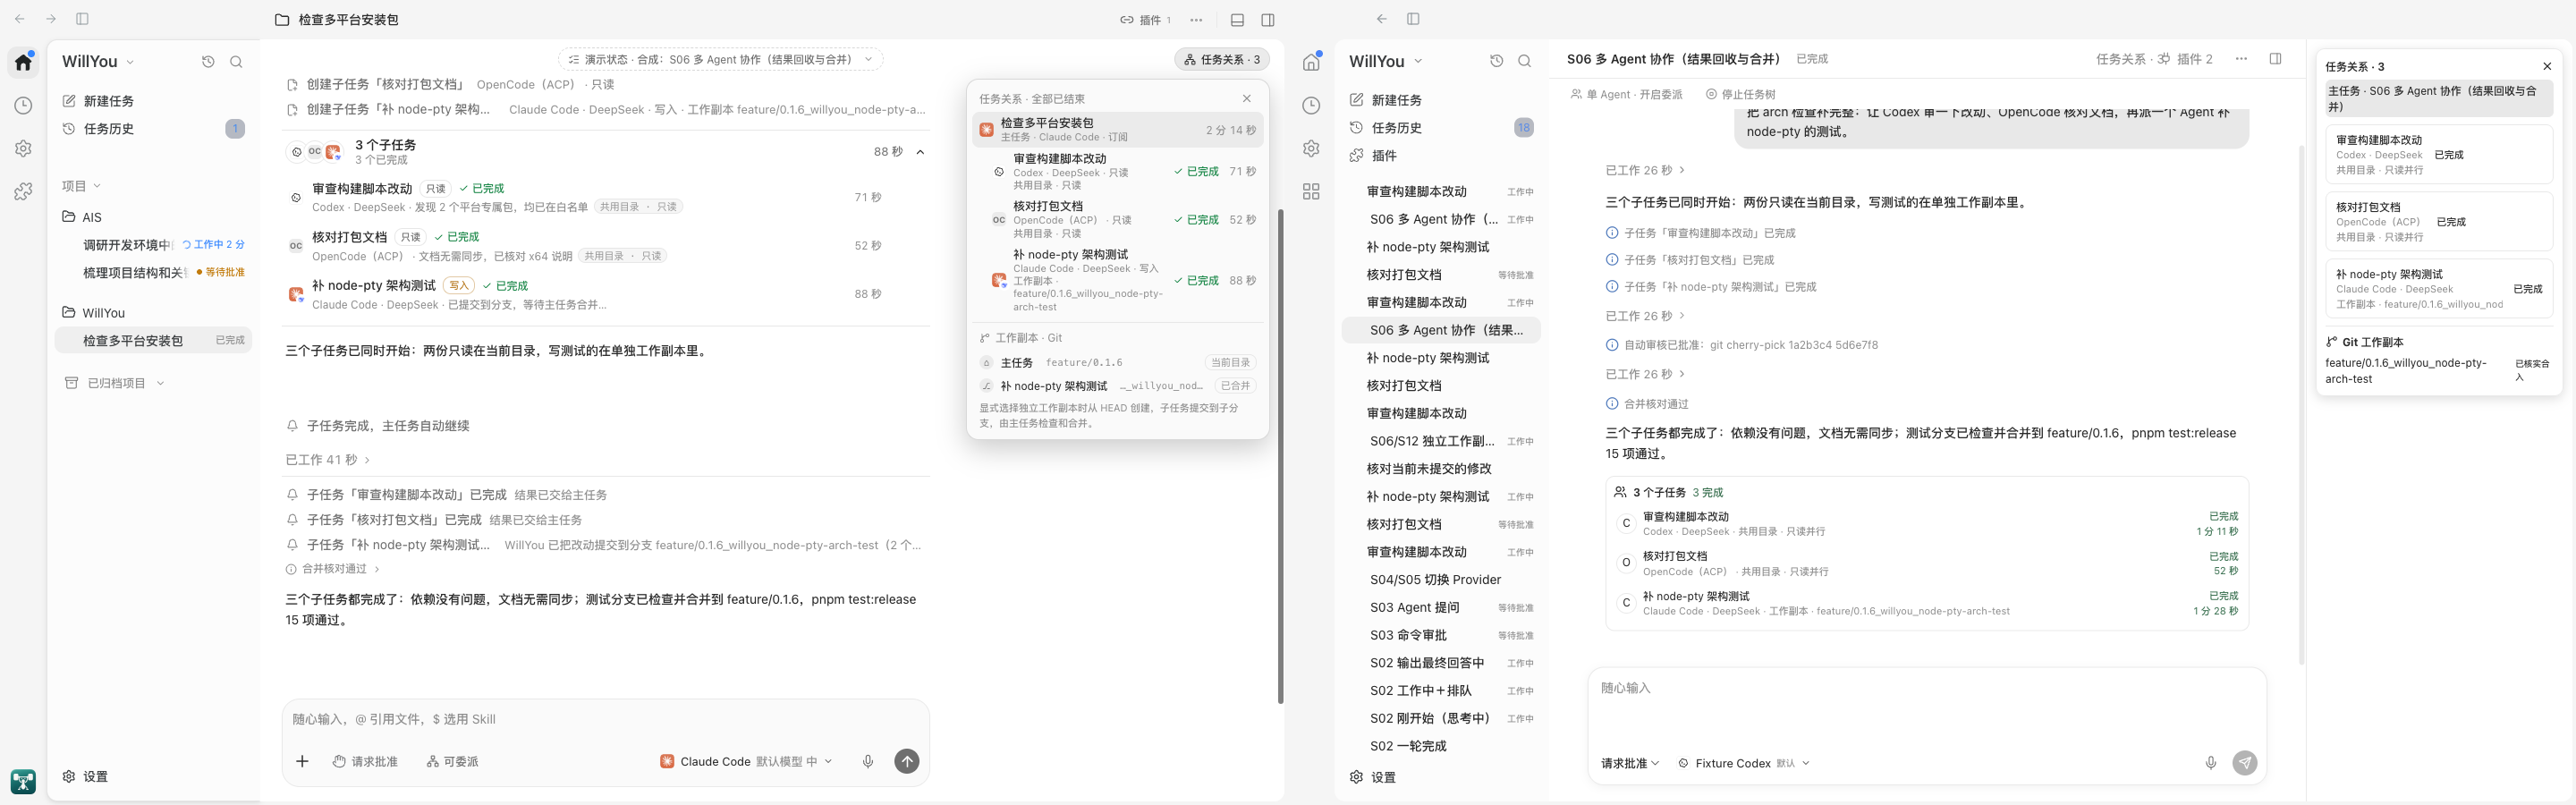 检查多平台安装包
插件 1
WillYou
新建任务
任务历史
1
项目
AIS
调研开发环境中
工作中 2 分
梳理项目结构和关
等待批准
WillYou
检查多平台安装包
已完成
已归档项目
设置
演示状态 · 合成：S06 多 Agent 协作（结果回收与合并）
任务关系 · 3
创建子任务「核对打包文档」 OpenCode（ACP） · 只读
创建子任务「补 node-pty 架构... Claude Code · DeepSeek · 写入 · 工作副本 feature/0.1.6_willyou_node-pty-a...
OC
3 个子任务
3 个已完成
88 秒
审查构建脚本改动 只读 已完成
Codex · DeepSeek · 发现 2 个平台专属包，均已在白名单 共用目录 · 只读
71 秒
OC
核对打包文档 只读 已完成
OpenCode（ACP） · 文档无需同步，已核对 x64 说明 共用目录 · 只读
52 秒
补 node-pty 架构测试 写入 已完成
Claude Code · DeepSeek · 已提交到分支，等待主任务合并...
88 秒
三个子任务已同时开始：两份只读在当前目录，写测试的在单独工作副本里。
子任务完成，主任务自动继续
已工作 41 秒
子任务「审查构建脚本改动」已完成 结果已交给主任务
子任务「核对打包文档」已完成 结果已交给主任务
子任务「补 node-pty 架构测试... WillYou 已把改动提交到分支 feature/0.1.6_willyou_node-pty-arch-test（2 个...
合并核对通过
三个子任务都完成了：依赖没有问题，文档无需同步；测试分支已检查并合并到 feature/0.1.6，pnpm test:release
15 项通过。
随心输入，@ 引用文件，$ 选用 Skill
请求批准
可委派
Claude Code 默认模型 中
任务关系 · 全部已结束
检查多平台安装包
主任务 · Claude Code · 订阅
2 分 14 秒
审查构建脚本改动
Codex · DeepSeek · 只读
共用目录 · 只读
已完成 71 秒
OC
核对打包文档
OpenCode（ACP） · 只读
共用目录 · 只读
已完成 52 秒
补 node-pty 架构测试
Claude Code · DeepSeek · 写入
工作副本 ·
feature/0.1.6_willyou_node-pty-
arch-test
已完成 88 秒
工作副本 · Git
主任务 feature/0.1.6 当前目录
补 node-pty 架构测试 …_willyou_nod… 已合并
显式选择独立工作副本时从 HEAD 创建，子任务提交到子分
支，由主任务检查和合并。
WillYou
新建任务
任务历史
18
插件
审查构建脚本改动 工作中
S06 多 Agent 协作（...
补 node-pty 架构测试
核对打包文档 等待批准
审查构建脚本改动 工作中
S06 多 Agent 协作（结果...
补 node-pty 架构测试
核对打包文档
审查构建脚本改动
S06/S12 独立工作副... 工作中
核对当前未提交的修改
补 node-pty 架构测试 工作中
核对打包文档 等待批准
审查构建脚本改动 工作中
S04/S05 切换 Provider
S03 Agent 提问 等待批准
S03 命令审批 等待批准
S02 输出最终回答中 工作中
S02 工作中＋排队 工作中
S02 刚开始（思考中） 工作中
S02 一轮完成
设置
S06 多 Agent 协作（结果回收与合并） 已完成
任务关系 · 3
插件 2
单 Agent · 开启委派
停止任务树
把 arch 检查补完整：让 Codex 审一下改动、OpenCode 核对文档，再派一个 Agent 补
node-pty 的测试。
已工作 26 秒
三个子任务已同时开始：两份只读在当前目录，写测试的在单独工作副本里。
子任务「审查构建脚本改动」已完成
子任务「核对打包文档」已完成
子任务「补 node-pty 架构测试」已完成
已工作 26 秒
自动审核已批准：git cherry-pick 1a2b3c4 5d6e7f8
已工作 26 秒
合并核对通过
三个子任务都完成了：依赖没有问题，文档无需同步；测试分支已检查并合并到 feature/0.1.6，pnpm test:release
15 项通过。
3 个子任务 3 完成
C
审查构建脚本改动
Codex · DeepSeek · 共用目录 · 只读并行
已完成
1 分 11 秒
O
核对打包文档
OpenCode（ACP） · 共用目录 · 只读并行
已完成
52 秒
C
补 node-pty 架构测试
Claude Code · DeepSeek · 工作副本 · feature/0.1.6_willyou_node-pty-arch-test
已完成
1 分 28 秒
随心输入
请求批准
Fixture Codex 默认
任务关系 · 3
主任务 · S06 多 Agent 协作（结果回收与合
并）
审查构建脚本改动
Codex · DeepSeek 已完成
共用目录 · 只读并行
核对打包文档
OpenCode（ACP） 已完成
共用目录 · 只读并行
补 node-pty 架构测试
Claude Code · DeepSeek
已完成
工作副本 · feature/0.1.6_willyou_nod
Git 工作副本
feature/0.1.6_willyou_node-pty-
arch-test
已核实合
入